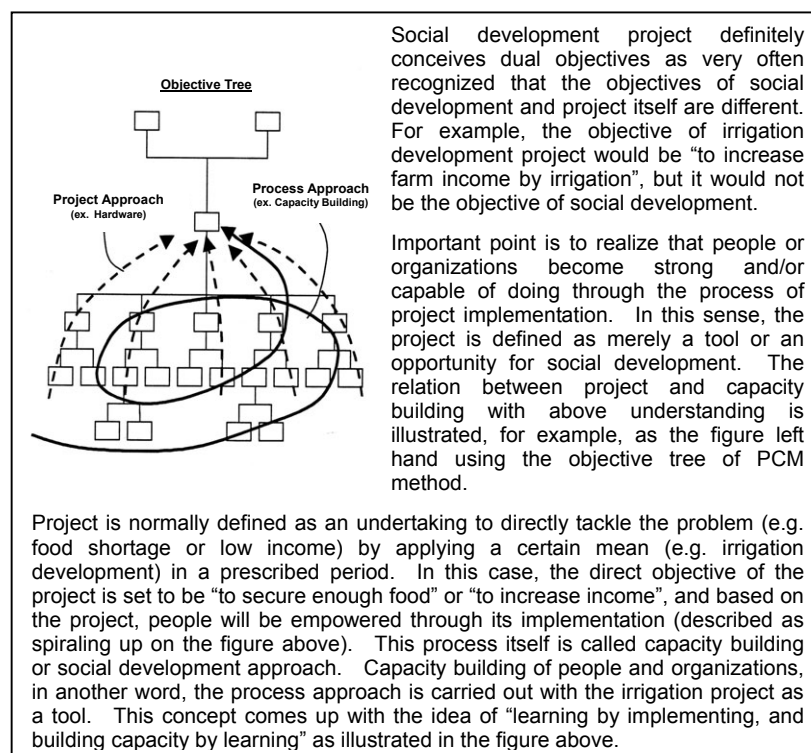 Objective Tree
Project Approach
(ex. Hardware)
Process Approach
(ex. Capacity Building)
Social development project definitely
conceives dual objectives as very often
recognized that the objectives of social
development and project itself are different.
For example, the objective of irrigation
development project would be “to increase
farm income by irrigation”, but it would not
be the objective of social development.
Important point is to realize that people or
organizations become strong and/or
capable of doing through the process of
project implementation. In this sense, the
project is defined as merely a tool or an
opportunity for social development. The
relation between project and capacity
building with above understanding is
illustrated, for example, as the figure left
hand using the objective tree of PCM
method.
Project is normally defined as an undertaking to directly tackle the problem (e.g.
food shortage or low income) by applying a certain mean (e.g. irrigation
development) in a prescribed period. In this case, the direct objective of the
project is set to be “to secure enough food” or “to increase income”, and based on
the project, people will be empowered through its implementation (described as
spiraling up on the figure above). This process itself is called capacity building
or social development approach. Capacity building of people and organizations,
in another word, the process approach is carried out with the irrigation project as
a tool. This concept comes up with the idea of “learning by implementing, and
building capacity by learning” as illustrated in the figure above.